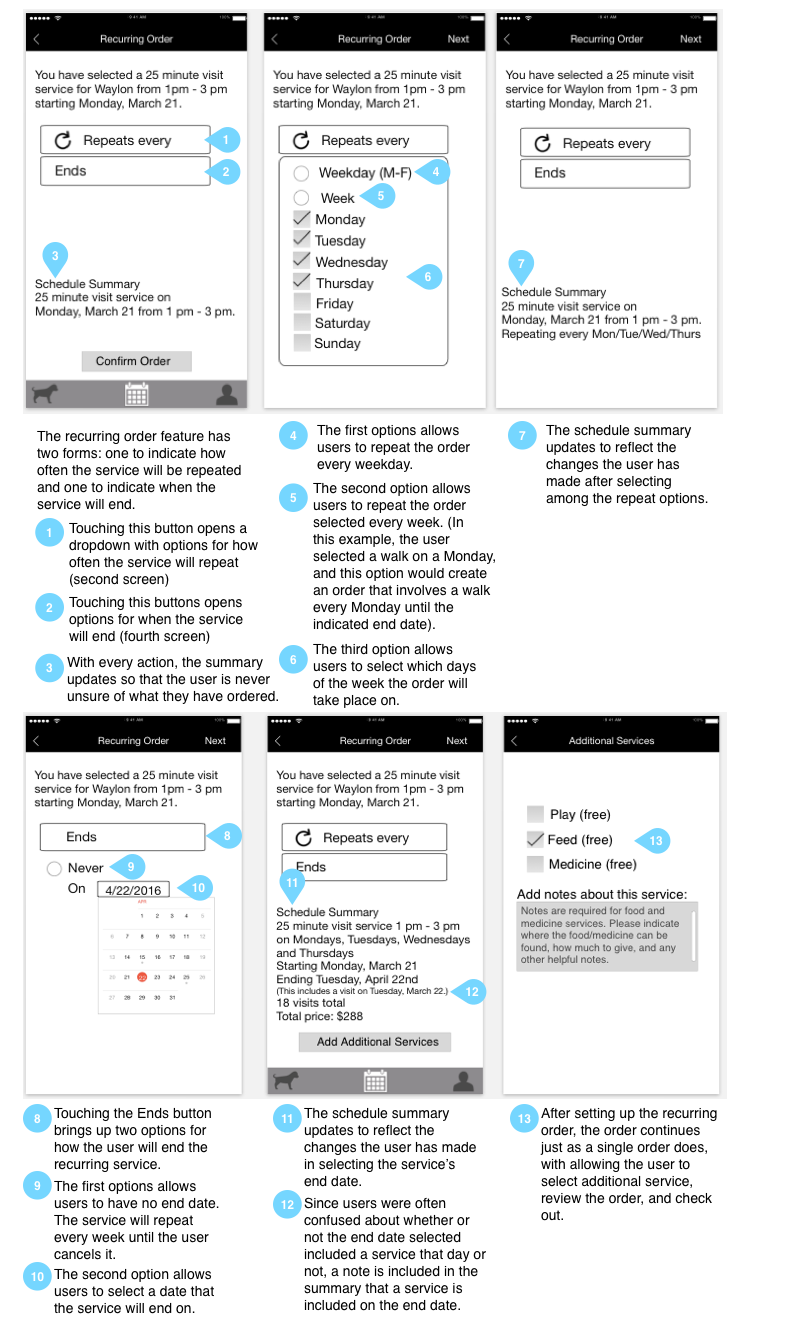 9:41 AM 100%
Recurring Order
You have selected a 25 minute visit
service for Waylon from 1pm - 3 pm
starting Monday, March 21.
Repeats every
1
Ends
2
3
Schedule Summary
25 minute visit service on
Monday, March 21 from 1 pm - 3 pm.
Confirm Order
9:41 AM 100%
Recurring Order Next
You have selected a 25 minute visit
service for Waylon from 1pm - 3 pm
starting Monday, March 21.
Repeats every
Weekday (M-F)
4
Week
5
Monday
Tuesday
Wednesday
Thursday
6
Friday
Saturday
Sunday
9:41 AM 100%
Recurring Order Next
You have selected a 25 minute visit
service for Waylon from 1pm - 3 pm
starting Monday, March 21.
Repeats every
Ends
7
Schedule Summary
25 minute visit service on
Monday, March 21 from 1 pm - 3 pm.
Repeating every Mon/Tue/Wed/Thurs
The recurring order feature has
two forms: one to indicate how
often the service will be repeated
and one to indicate when the
service will end.
1 Touching this button opens a
dropdown with options for how
often the service will repeat
(second screen)
2 Touching this buttons opens
options for when the service
will end (fourth screen)
3 With every action, the summary
updates so that the user is never
unsure of what they have ordered.
4 The first options allows
users to repeat the order
every weekday.
5 The second option allows
users to repeat the order
selected every week. (In
this example, the user
selected a walk on a Monday,
and this option would create
an order that involves a walk
every Monday until the
indicated end date).
6 The third option allows
users to select which days
of the week the order will
take place on.
7 The schedule summary
updates to reflect the
changes the user has
made after selecting
among the repeat options.
9:41 AM 100%
Recurring Order Next
You have selected a 25 minute visit
service for Waylon from 1pm - 3 pm
starting Monday, March 21.
Ends
8
Never
9
On 4/22/2016
10
APR
1 2 3 4 5
6 7 8 9 10 11 12
13 14 15 16 17 18 19
20 21 22 23 24 25 26
27 28 29 30 31
9:41 AM 100%
Recurring Order Next
You have selected a 25 minute visit
service for Waylon from 1pm - 3 pm
starting Monday, March 21.
Repeats every
Ends
11
Schedule Summary
25 minute visit service 1 pm - 3 pm
on Mondays, Tuesdays, Wednesdays
and Thursdays
Starting Monday, March 21
Ending Tuesday, April 22nd
(This includes a visit on Tuesday, March 22.)
12
18 visits total
Total price: $288
Add Additional Services
9:41 AM 100%
Additional Services
Play (free)
Feed (free)
13
Medicine (free)
Add notes about this service:
Notes are required for food and
medicine services. Please indicate
where the food/medicine can be
found, how much to give, and any
other helpful notes.
8 Touching the Ends button
brings up two options for
how the user will end the
recurring service.
9 The first options allows
users to have no end date.
The service will repeat
every week until the user
cancels it.
10 The second option allows
users to select a date that
the service will end on.
11 The schedule summary
updates to reflect the
changes the user has made
in selecting the service's
end date.
12 Since users were often
confused about whether or
not the end date selected
included a service that day or
not, a note is included in the
summary that a service is
included on the end date.
13 After setting up the recurring
order, the order continues
just as a single order does,
with allowing the user to
select additional service,
review the order, and check
out.